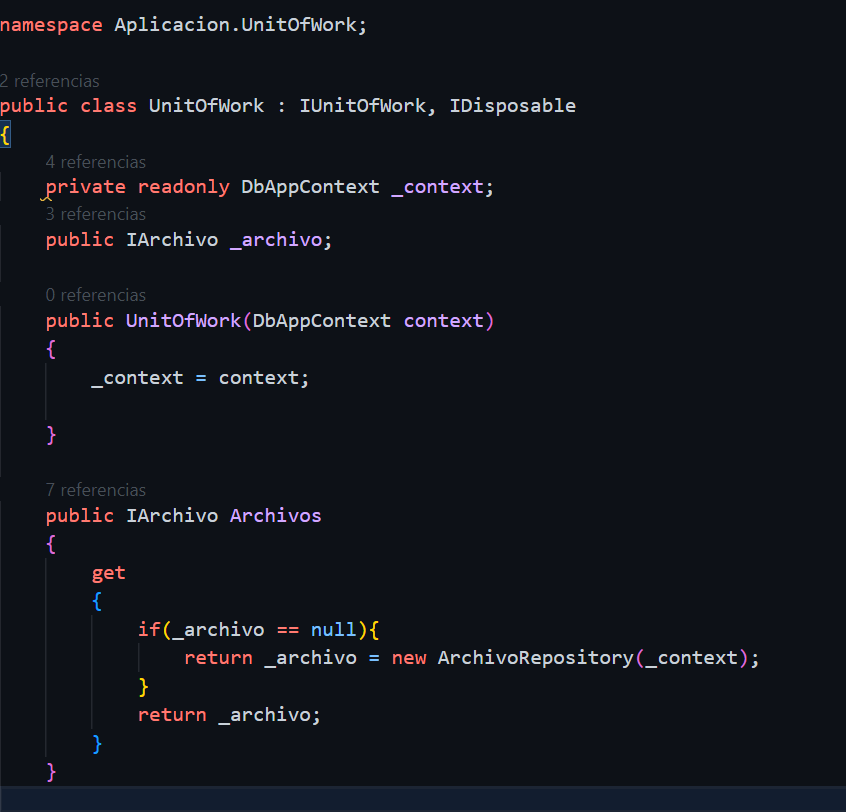 namespace Aplicacion.UnitOfWork;
2 referencias
public class UnitOfWork : IUnitOfWork, IDisposable
{
4 referencias
private readonly DbAppContext _context;
3 referencias
public IArchivo _archivo;
0 referencias
public UnitOfWork(DbAppContext context)
{
_context = context;
}
7 referencias
public IArchivo Archivos
{
get
{
if(_archivo == null){
return _archivo = new ArchivoRepository(_context);
}
return _archivo;
}
}